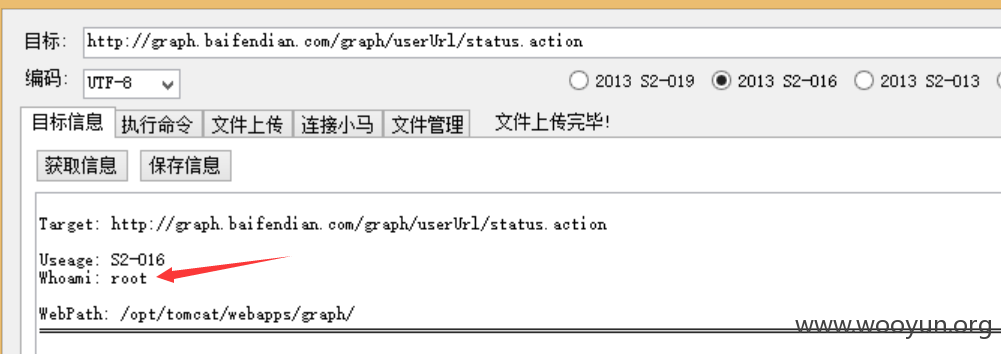 目标: http://graph.baifendian.com/graph/userUrl/status.action
编码: UTF-8 2013 S2-019 2013 S2-016 2013 S2-013
目标信息 执行命令 文件上传 连接小马 文件管理 文件上传完毕!
获取信息 保存信息
Target: http://graph.baifendian.com/graph/userUrl/status.action
Useage: S2-016
Whoami: root
WebPath: /opt/tomcat/webapps/graph/
www.wooyun.org